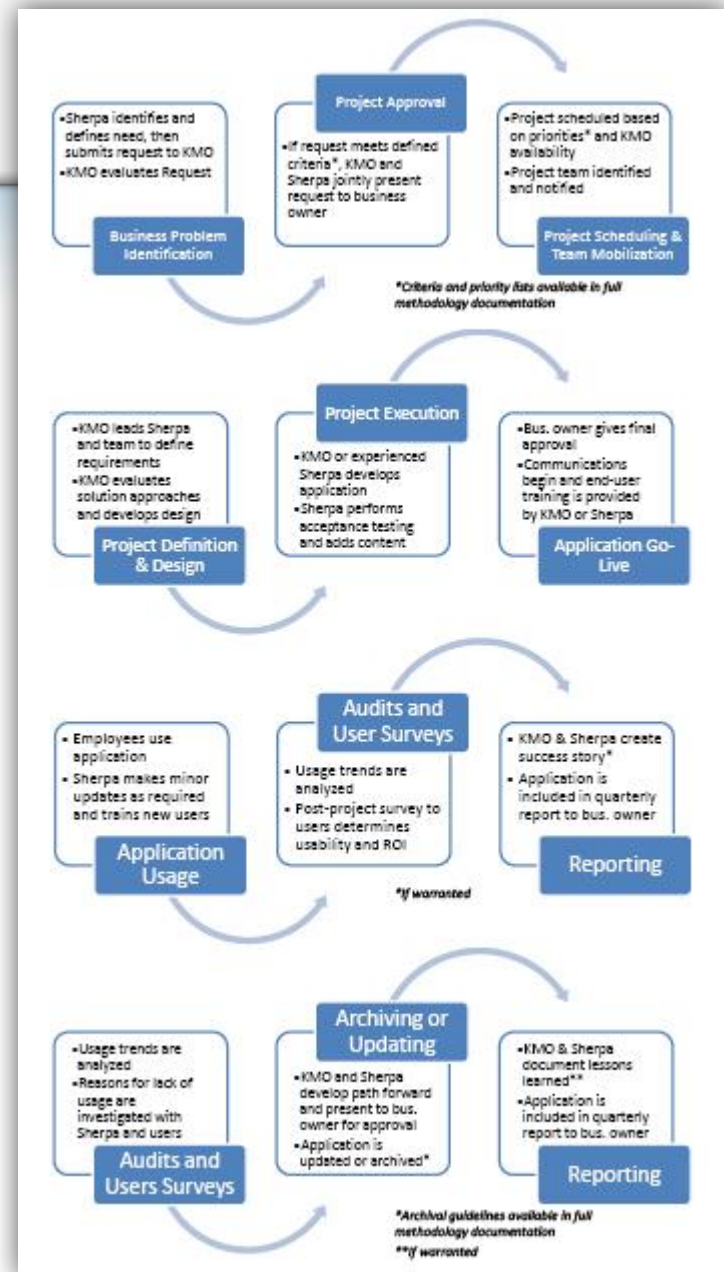 ▪Sherpa identifies and
defines need, then
submits request to KMO
▪KMO evaluates Request
Business Problem
Identification
Project Approval
▪If request meets defined
criteria*, KMO and
Sherpa jointly present
request to business
owner
▪Project scheduled based
on priorities* and KMO
availability
▪Project team identified
and notified
Project Scheduling &
Team Mobilization
*Criteria and priority lists available in full
methodology documentation
▪KMO leads Sherpa
and team to define
requirements
▪KMO evaluates
solution approaches
and develops design
Project Definition
& Design
Project Execution
▪KMO or experienced
Sherpa develops
application
▪Sherpa performs
acceptance testing
and adds content
▪Bus. owner gives final
approval
▪Communications
begin and end-user
training is provided
by KMO or Sherpa
Application Go-
Live
▪ Employees use
application
▪ Sherpa makes minor
updates as required
and trains new users
Application
Usage
Audits and
User Surveys
▪ Usage trends are
analyzed
▪ Post-project survey to
users determines
usability and ROI
▪ KMO & Sherpa create
success story*
▪ Application is
included in quarterly
report to bus. owner
Reporting
*If warranted
▪Usage trends are
analyzed
▪Reasons for lack of
usage are
investigated with
Sherpa and users
Audits and
Users Surveys
Archiving or
Updating
▪KMO and Sherpa
develop path forward
and present to bus.
owner for approval
▪Application is
updated or archived*
▪KMO & Sherpa
document lessons
learned**
▪Application is
included in quarterly
report to bus. owner
Reporting
*Archival guidelines available in full
methodology documentation
**If warranted